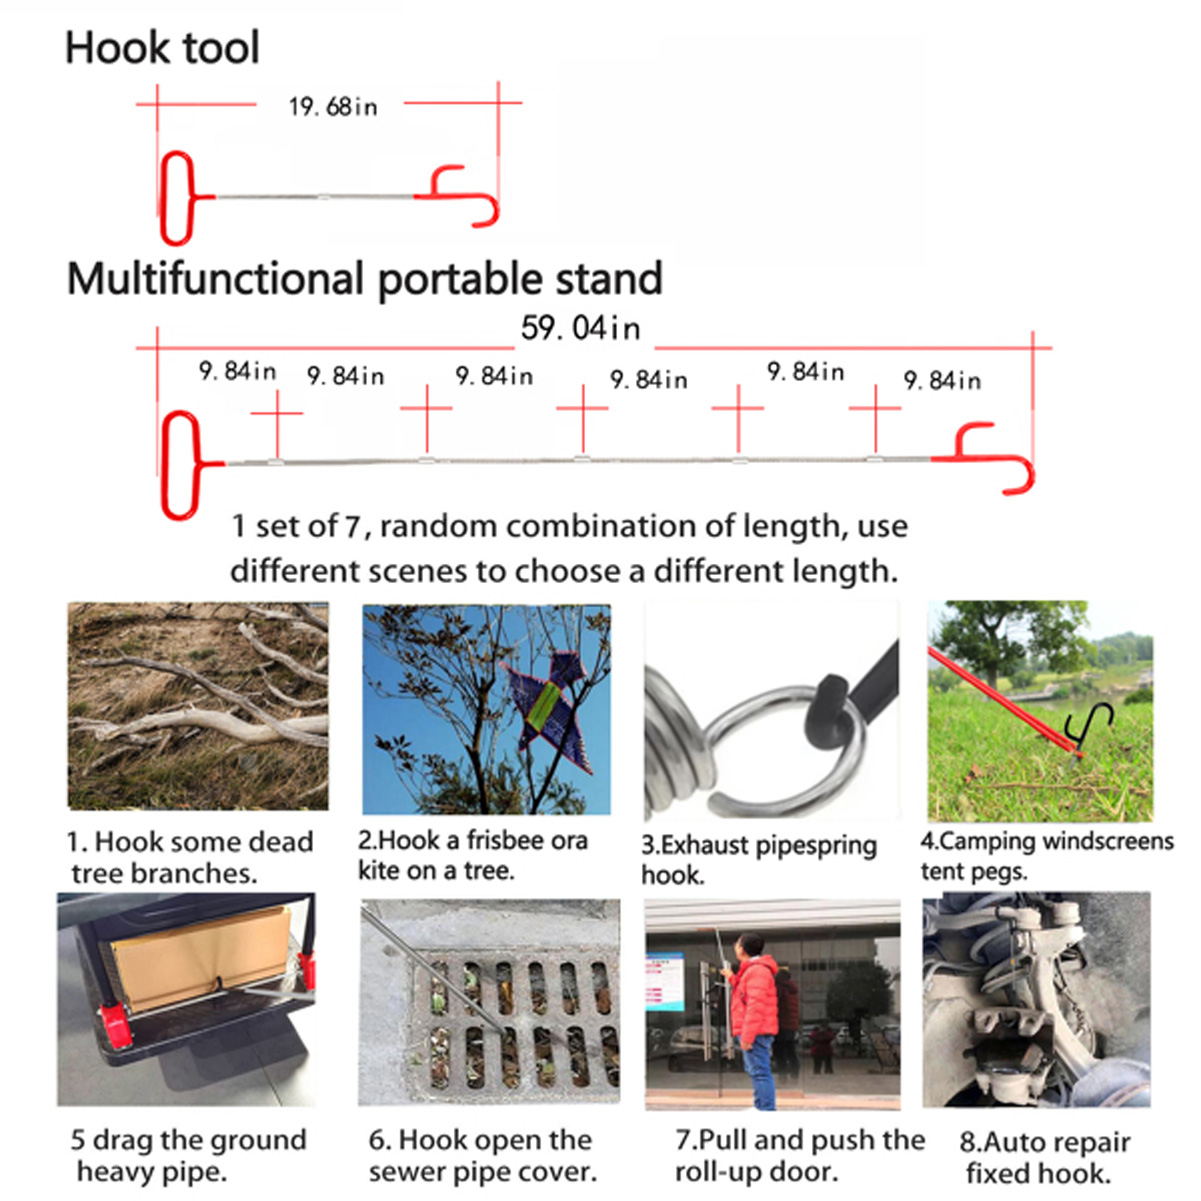 Hook tool
19.68in
Multifunctional portable stand
59.04in
9.84in 9.84in 9.84in 9.84in 9.84in 9.84in
1 set of 7, random combination of length, use
different scenes to choose a different length.
1. Hook some dead
tree branches.
2.Hook a frisbee ora
kite on a tree.
3.Exhaust pipespring
hook.
4.Camping windscreens
tent pegs.
5 drag the ground
heavy pipe.
6. Hook open the
sewer pipe cover.
7.Pull and push the
roll-up door.
8.Auto repair
fixed hook.